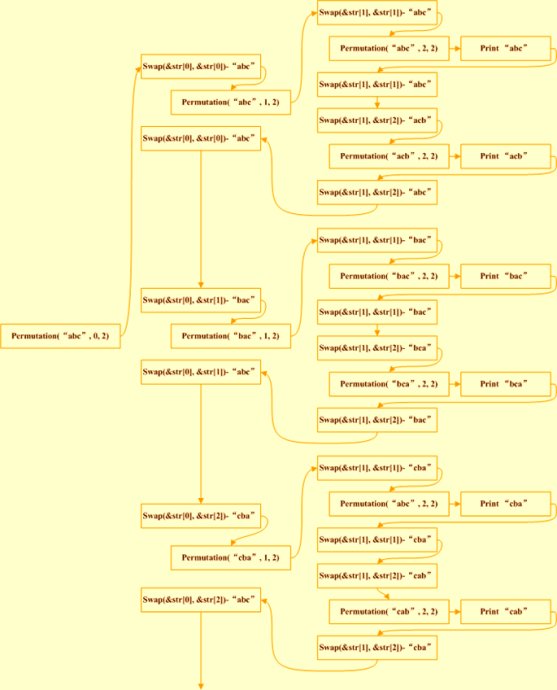 Permutation( “abc”, 0, 2)
Swap(&str[0], &str[0])- “abc”
Permutation( “abc”, 1, 2)
Swap(&str[1], &str[1])- “abc”
Permutation( “abc”, 2, 2)
Print “abc”
Swap(&str[1], &str[1])- “abc”
Swap(&str[1], &str[2])- “acb”
Permutation( “acb”, 2, 2)
Print “acb”
Swap(&str[1], &str[2])- “abc”
Swap(&str[0], &str[0])- “abc”
Swap(&str[0], &str[1])- “bac”
Permutation( “bac”, 1, 2)
Swap(&str[1], &str[1])- “bac”
Permutation( “bac”, 2, 2)
Print “bac”
Swap(&str[1], &str[1])- “bac”
Swap(&str[1], &str[2])- “bca”
Permutation( “bca”, 2, 2)
Print “bca”
Swap(&str[1], &str[2])- “bac”
Swap(&str[0], &str[1])- “abc”
Swap(&str[0], &str[2])- “cba”
Permutation( “cba”, 1, 2)
Swap(&str[1], &str[1])- “cba”
Permutation( “abc”, 2, 2)
Print “cba”
Swap(&str[1], &str[1])- “cba”
Swap(&str[1], &str[2])- “cab”
Permutation( “cab”, 2, 2)
Print “cab”
Swap(&str[1], &str[2])- “cba”
Swap(&str[0], &str[2])- “abc”